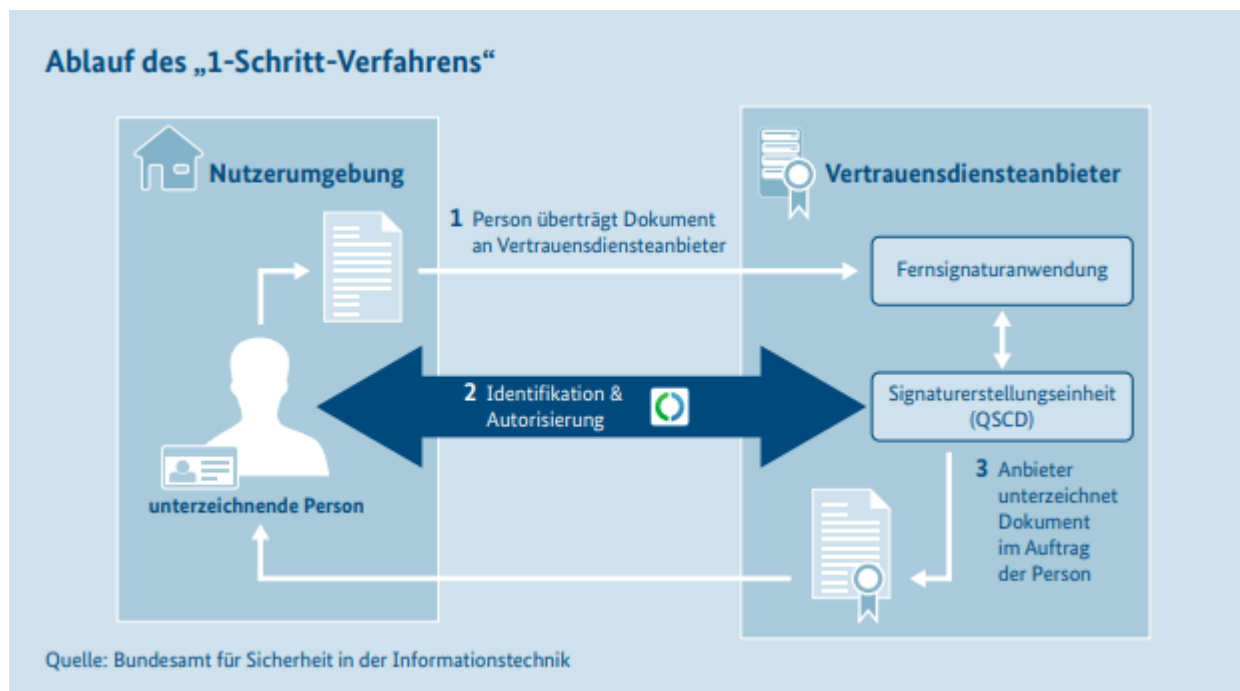 Ablauf des „1-Schritt-Verfahrens“
Nutzerumgebung
Vertrauensdiensteanbieter
1 Person überträgt Dokument
an Vertrauensdiensteanbieter
Fernsignaturanwendung
2 Identifikation &
Autorisierung
Signaturerstellungseinheit
(QSCD)
unterzeichnende Person
3 Anbieter
unterzeichnet
Dokument
im Auftrag
der Person
Quelle: Bundesamt für Sicherheit in der Informationstechnik